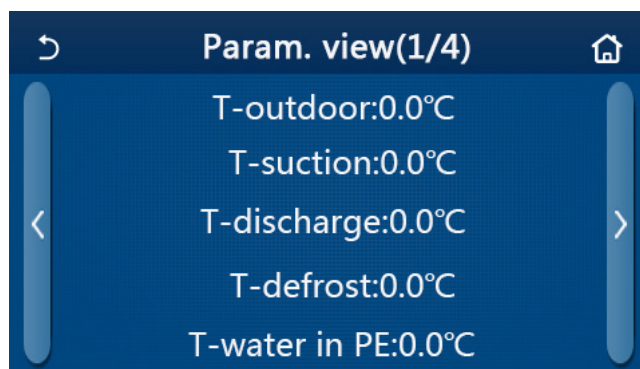 Param. view(1/4)
T-outdoor:0.0℃
T-suction:0.0℃
T-discharge:0.0℃
T-defrost:0.0℃
T-water in PE:0.0℃